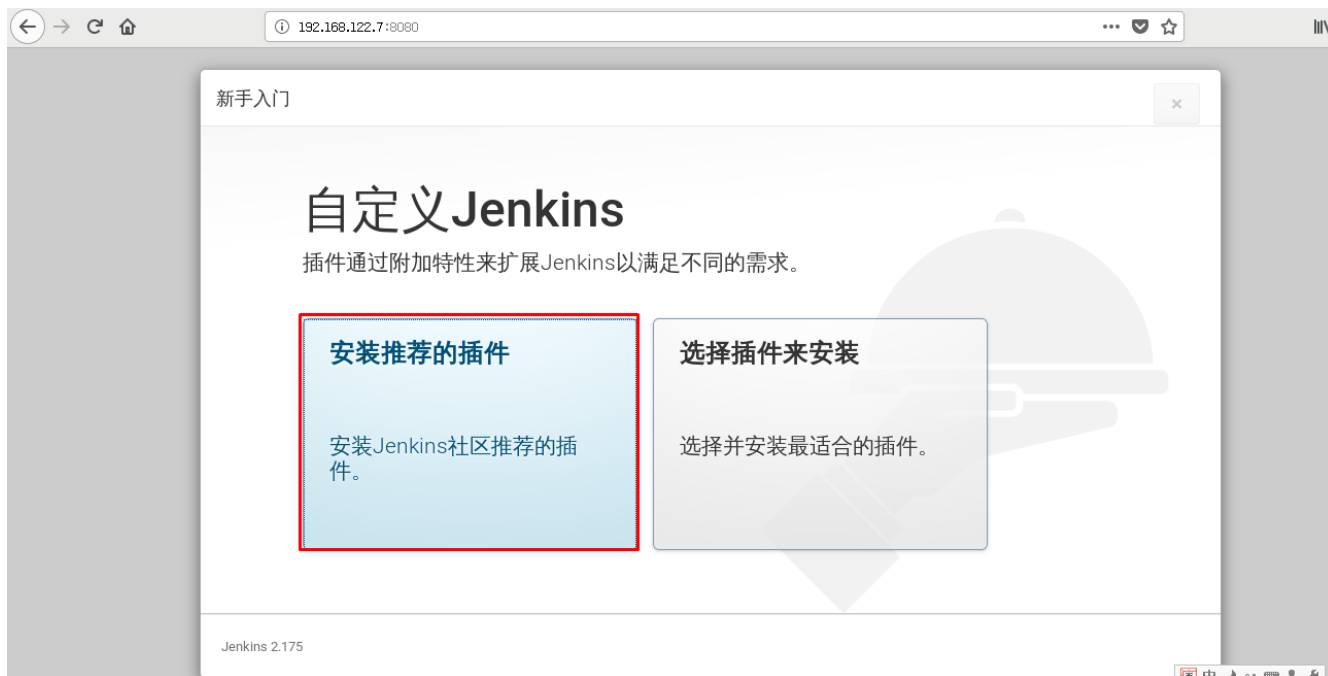 192.168.122.7:8080
新手入门
×
自定义Jenkins
插件通过附加特性来扩展Jenkins以满足不同的需求。
安装推荐的插件
安装Jenkins社区推荐的插
件。
选择插件来安装
选择并安装最适合的插件。
Jenkins 2.175
中